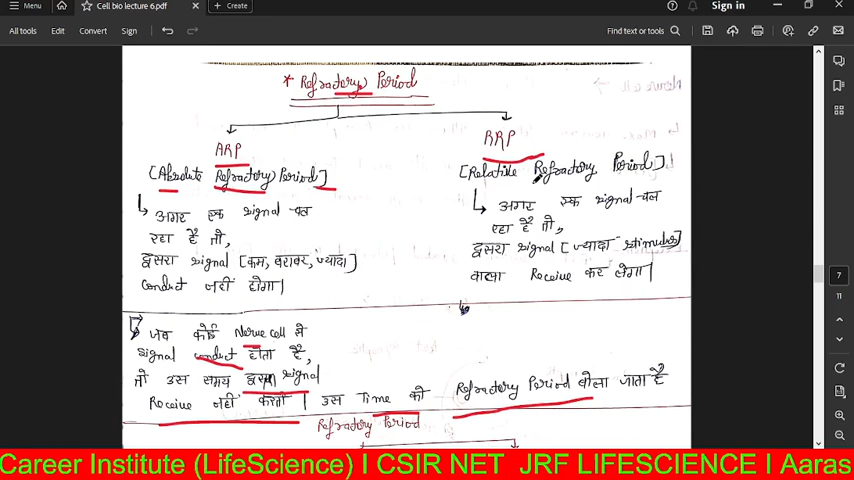 Menu
Cell bio lecture 6.pdf
Create
Sign in
All tools Edit Convert Sign
Find text or tools
* Refractory Period
ARP
[Absolute Refractory Period]
अगर एक signal चल
रहा है तो,
दूसरा signal [कम, बराबर, ज्यादा]
conduct नहीं होगा।
RRP
[Relative Refractory Period]
अगर एक signal चल
रहा है तो,
दूसरा signal [ज्यादा stimulus]
वाला Receive कर लेगा।
जब कोई Nerve cell में
signal conduct होता है,
तो उस समय दूसरा signal
Receive नहीं करता। उस Time को Refractory Period बोला जाता है
Refractory Period
7
11
Career Institute (LifeScience) I CSIR NET JRF LIFESCIENCE I Aaras